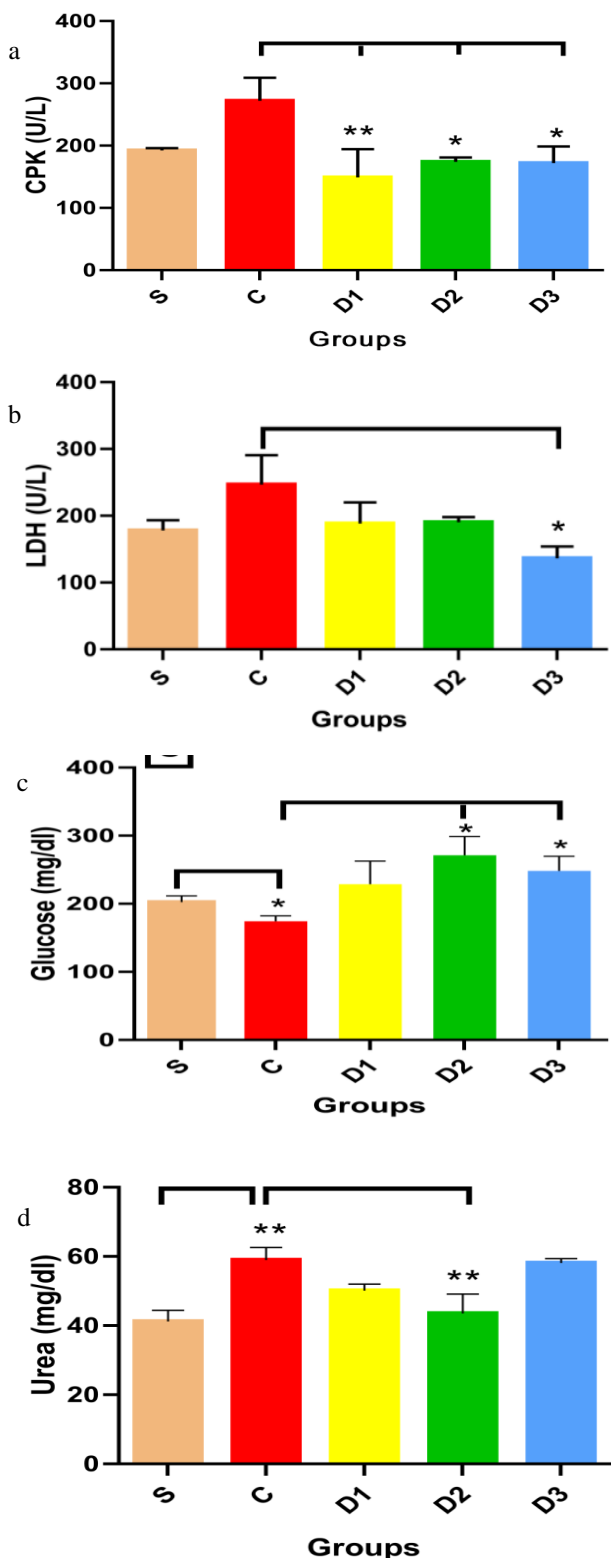 a
CPK (U/L)
400
300
200
100
0
**
*
*
S
C
D1
D2
D3
Groups
b
LDH (U/L)
400
300
200
100
0
*
S
C
D1
D2
D3
Groups
c
Glucose (mg/dl)
400
300
200
100
0
*
*
*
S
C
D1
D2
D3
Groups
d
Urea (mg/dl)
80
60
40
20
0
**
**
S
C
D1
D2
D3
Groups